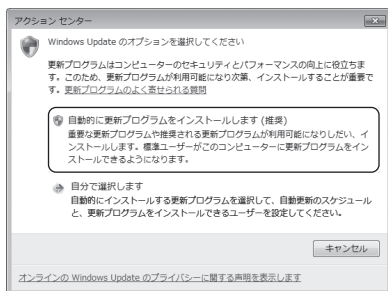 アクション センター
Windows Update のオプションを選択してください
更新プログラムはコンピューターのセキュリティとパフォーマンスの向上に役立ちま
す。このため、更新プログラムが利用可能になり次第、インストールすることが重要で
す。更新プログラムのよく寄せられる質問
自動的に更新プログラムをインストールします (推奨)
重要な更新プログラムや推奨される更新プログラムが利用可能になりしだい、イ
ンストールします。標準ユーザーがこのコンピューターに更新プログラムをイン
ストールできるようになります。
自分で選択します
自動的にインストールする更新プログラムを選択して、自動更新のスケジュール
と、更新プログラムをインストールできるユーザーを設定してください。
キャンセル
オンラインの Windows Update のプライバシーに関する声明を表示します